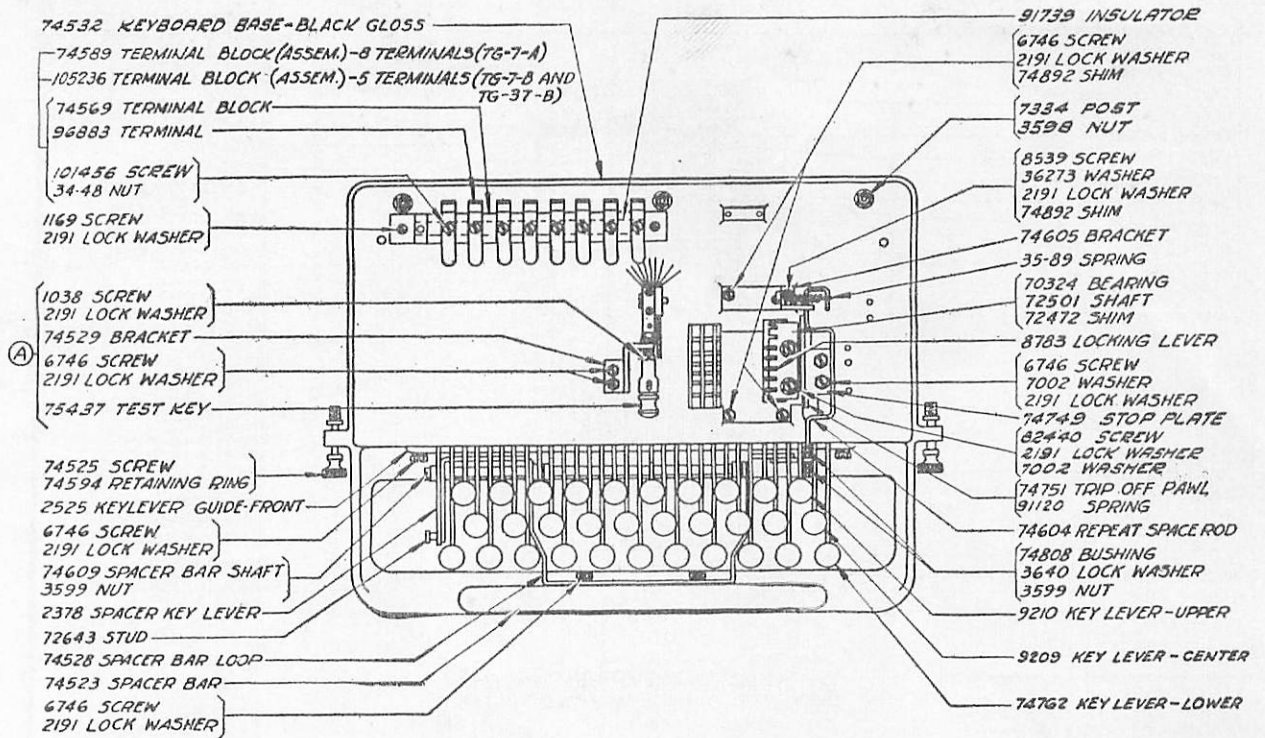 74532 KEYBOARD BASE-BLACK GLOSS
74589 TERMINAL BLOCK (ASSEM.)-8 TERMINALS (TG-7-A)
105236 TERMINAL BLOCK (ASSEM.)-5 TERMINALS (TG-7-B AND
TG-37-B)
74569 TERMINAL BLOCK
96883 TERMINAL
101456 SCREW
34-48 NUT
1169 SCREW
2191 LOCK WASHER
A
1038 SCREW
2191 LOCK WASHER
74529 BRACKET
6746 SCREW
2191 LOCK WASHER
75437 TEST KEY
74525 SCREW
74594 RETAINING RING
2525 KEYLEVER GUIDE-FRONT
6746 SCREW
2191 LOCK WASHER
74609 SPACER BAR SHAFT
3599 NUT
2378 SPACER KEY LEVER
72643 STUD
74528 SPACER BAR LOOP
74523 SPACER BAR
6746 SCREW
2191 LOCK WASHER
91739 INSULATOR
6746 SCREW
2191 LOCK WASHER
74892 SHIM
7334 POST
3598 NUT
8539 SCREW
36273 WASHER
2191 LOCK WASHER
74892 SHIM
74605 BRACKET
35-89 SPRING
70324 BEARING
72501 SHAFT
72472 SHIM
8783 LOCKING LEVER
6746 SCREW
7002 WASHER
2191 LOCK WASHER
74749 STOP PLATE
82440 SCREW
2191 LOCK WASHER
7002 WASHER
74751 TRIP OFF PAWL
91120 SPRING
74604 REPEAT SPACE ROD
74808 BUSHING
3640 LOCK WASHER
3599 NUT
9210 KEY LEVER-UPPER
9209 KEY LEVER-CENTER
74762 KEY LEVER-LOWER